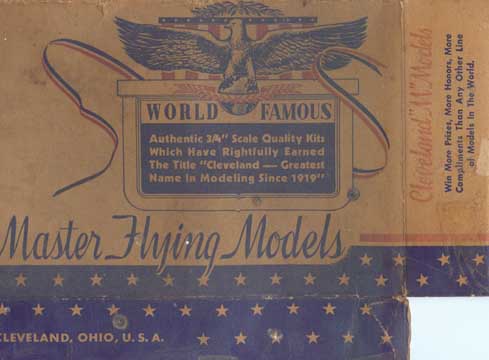 WORLD FAMOUS
Authentic 3/4" Scale Quality Kits
Which Have Rightfully Earned
The Title "Cleveland — Greatest
Name In Modeling Since 1919"
Master Flying Models
CLEVELAND, OHIO, U. S. A.
Cleveland "M" Models
Win More Prizes, More Honors, More
Compliments Than Any Other Line
of Models In The World.